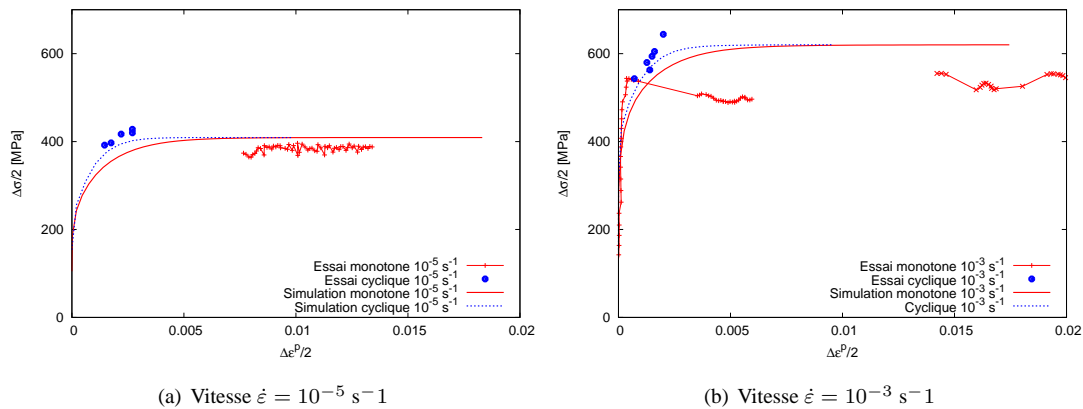 600
400
200
0
Δσ/2 [MPa]
0
0.005
0.01
0.015
0.02
Δε^p/2
Essai monotone 10^-5 s^-1
Essai cyclique 10^-5 s^-1
Simulation monotone 10^-5 s^-1
Simulation cyclique 10^-5 s^-1
(a) Vitesse ε̇ = 10^−5 s^−1
600
400
200
0
Δσ/2 [MPa]
0
0.005
0.01
0.015
0.02
Δε^p/2
Essai monotone 10^-3 s^-1
Essai cyclique 10^-3 s^-1
Simulation monotone 10^-3 s^-1
Cyclique 10^-3 s^-1
(b) Vitesse ε̇ = 10^−3 s^−1